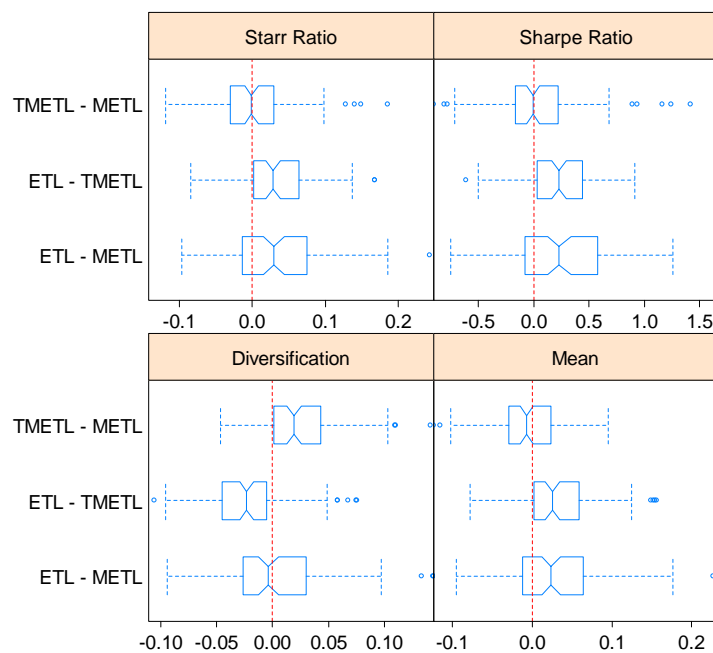 Starr Ratio
Sharpe Ratio
TMETL - METL
ETL - TMETL
ETL - METL
-0.1 0.0 0.1 0.2
-0.5 0.0 0.5 1.0 1.5
Diversification
Mean
TMETL - METL
ETL - TMETL
ETL - METL
-0.10 0.00 0.05 0.10
-0.1 0.0 0.1 0.2